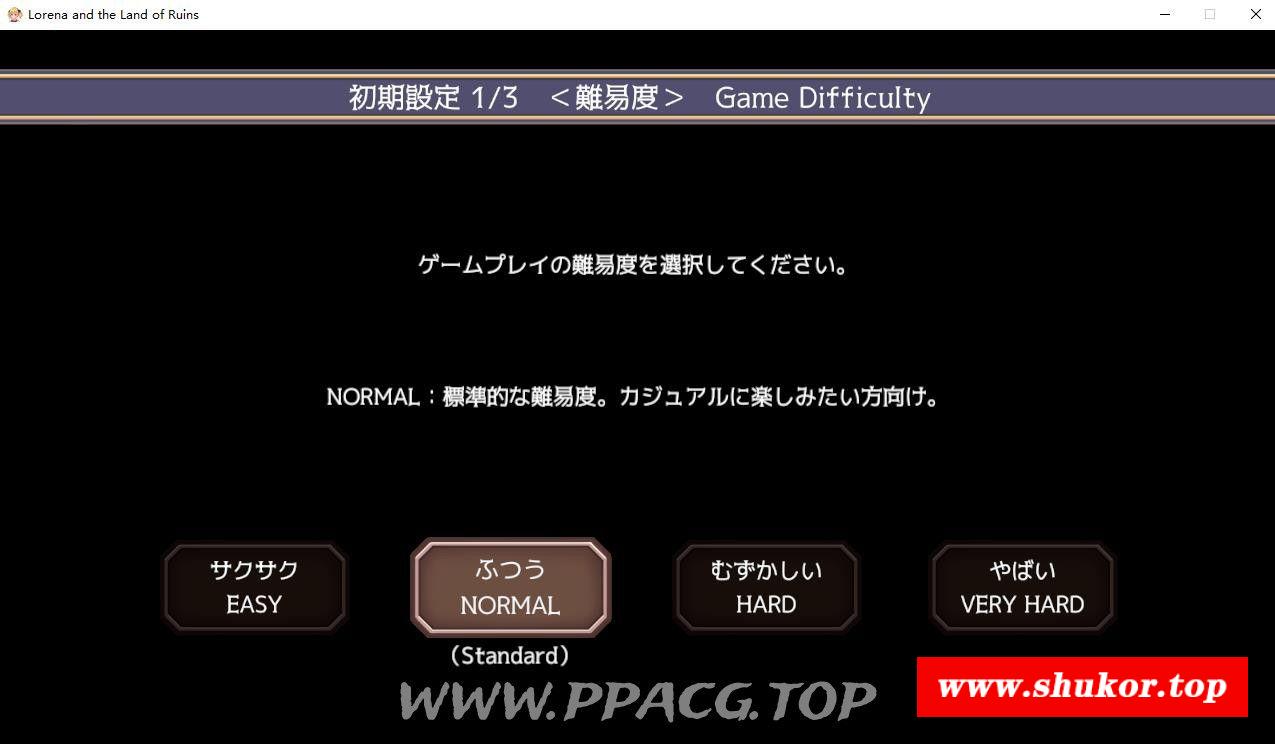 Lorena and the Land of Ruins
初期設定 1/3　＜難易度＞　Game Difficulty
ゲームプレイの難易度を選択してください。
NORMAL：標準的な難易度。カジュアルに楽しみたい方向け。
サクサク
EASY
ふつう
NORMAL
(Standard)
むずかしい
HARD
やばい
VERY HARD
WWW.PPACG.TOP
www.shukor.top